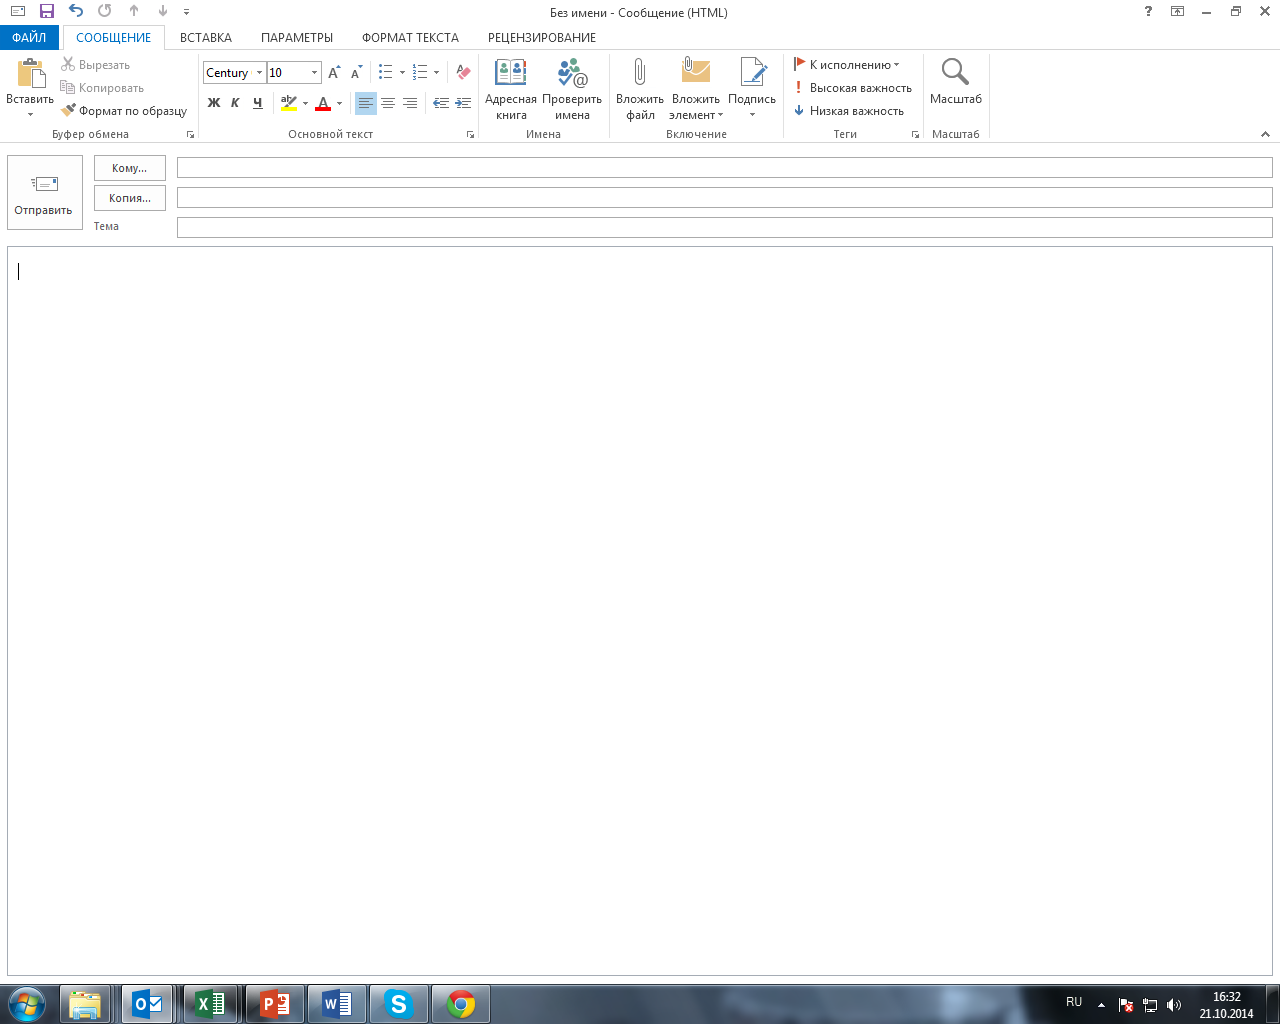 Без имени - Сообщение (HTML)
ФАЙЛ СООБЩЕНИЕ ВСТАВКА ПАРАМЕТРЫ ФОРМАТ ТЕКСТА РЕЦЕНЗИРОВАНИЕ
Вставить
Вырезать
Копировать
Формат по образцу
Буфер обмена
Century 10
Ж К Ч
Основной текст
Адресная книга
Проверить имена
Имена
Вложить файл
Вложить элемент
Подпись
Включение
К исполнению
Высокая важность
Низкая важность
Теги
Масштаб
Масштаб
Отправить
Кому...
Копия...
Тема
RU
16:32
21.10.2014